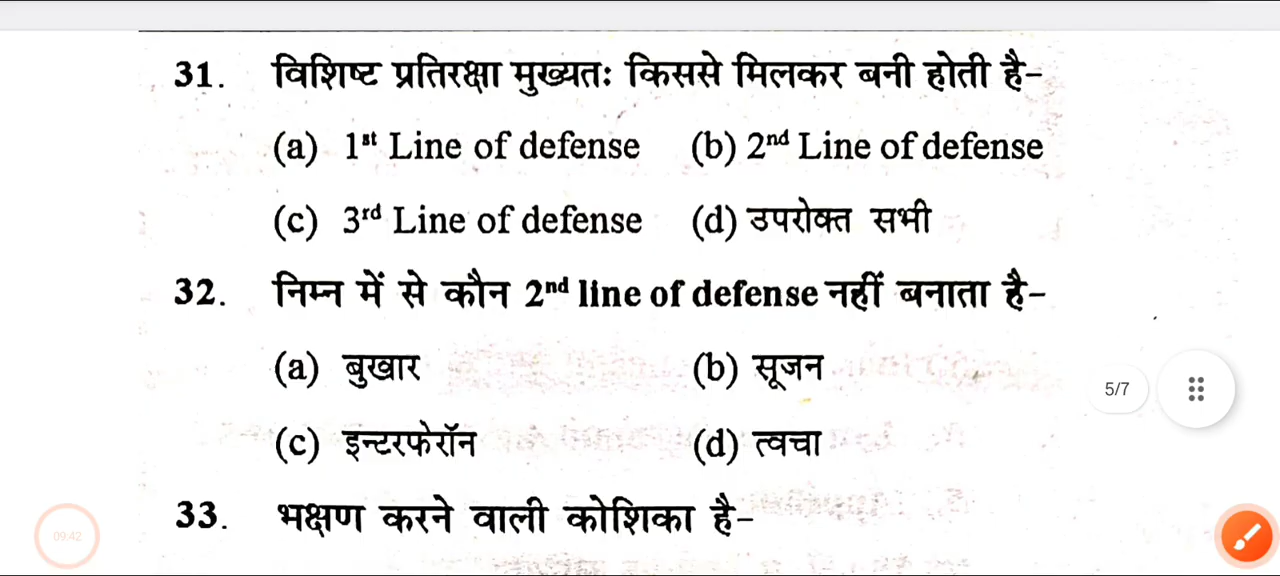 31. विशिष्ट प्रतिरक्षा मुख्यतः किससे मिलकर बनी होती है-
(a) 1st Line of defense (b) 2nd Line of defense
(c) 3rd Line of defense (d) उपरोक्त सभी
32. निम्न में से कौन 2nd line of defense नहीं बनाता है-
(a) बुखार (b) सूजन
5/7
(c) इन्टरफेरॉन (d) त्वचा
33. भक्षण करने वाली कोशिका है-
09:42